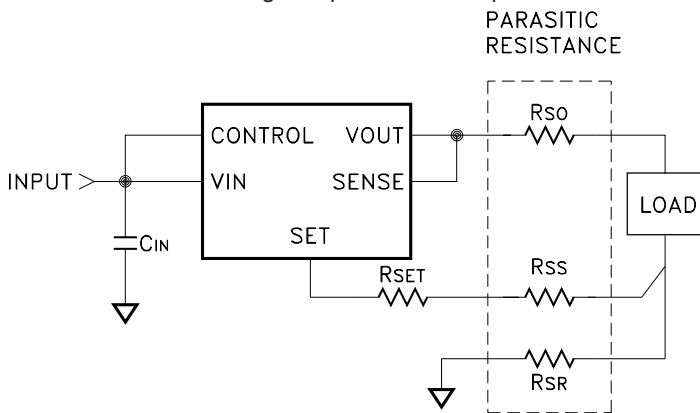 PARASITIC
RESISTANCE
RSO
CONTROL VOUT
INPUT VIN SENSE
LOAD
SET
CIN
RSET RSS
RSR